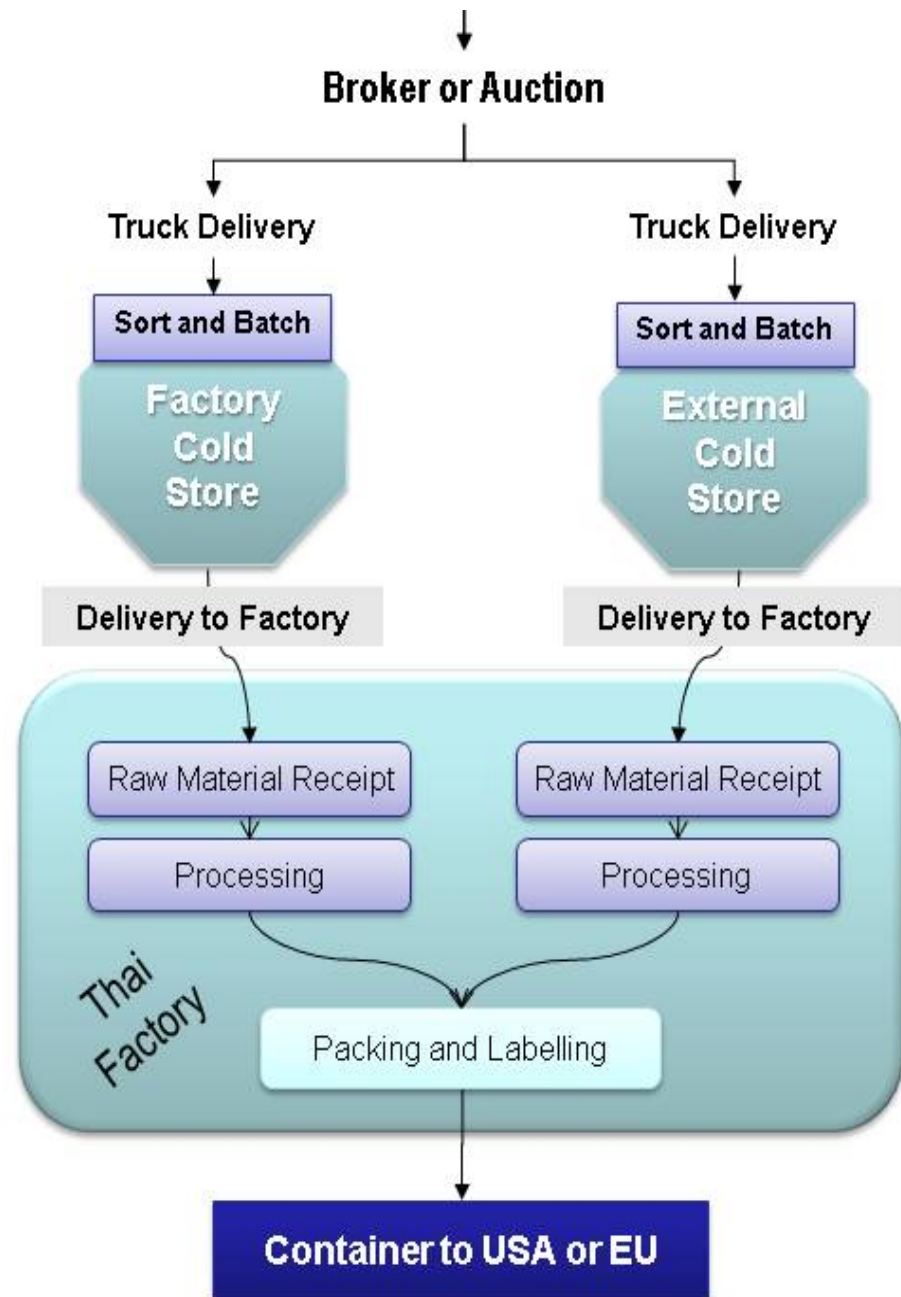 Broker or Auction
Truck Delivery
Truck Delivery
Sort and Batch
Sort and Batch
Factory
Cold
Store
External
Cold
Store
Delivery to Factory
Delivery to Factory
Raw Material Receipt
Raw Material Receipt
Processing
Processing
Thai
Factory
Packing and Labelling
Container to USA or EU